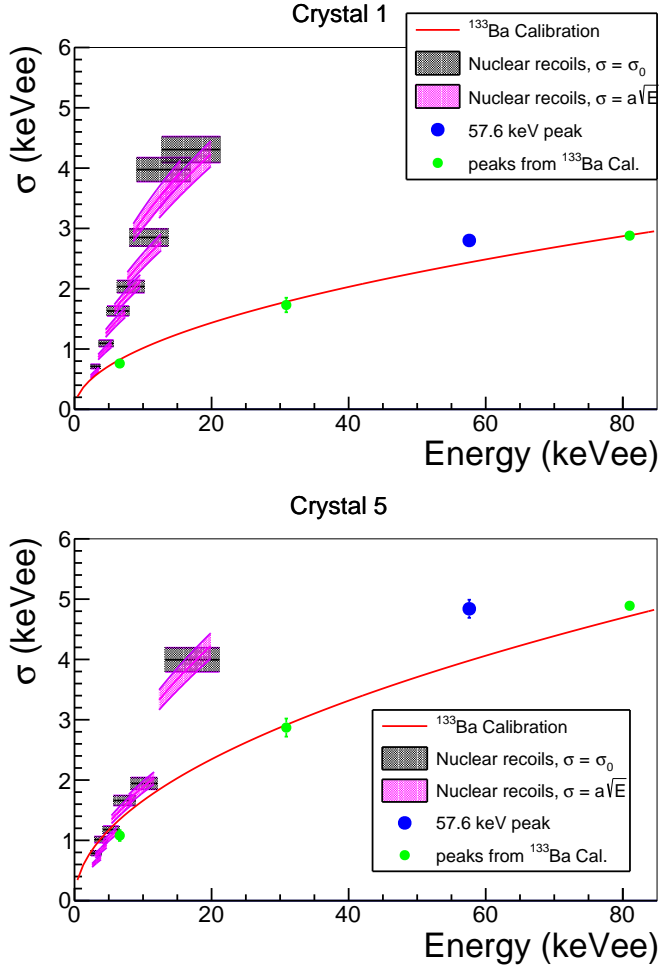 Crystal 1
σ (keVee)
6
5
4
3
2
1
0
0 20 40 60 80
Energy (keVee)
¹³³Ba Calibration
Nuclear recoils, σ = σ₀
Nuclear recoils, σ = a√E
57.6 keV peak
peaks from ¹³³Ba Cal.
Crystal 5
σ (keVee)
6
5
4
3
2
1
0
0 20 40 60 80
Energy (keVee)
¹³³Ba Calibration
Nuclear recoils, σ = σ₀
Nuclear recoils, σ = a√E
57.6 keV peak
peaks from ¹³³Ba Cal.